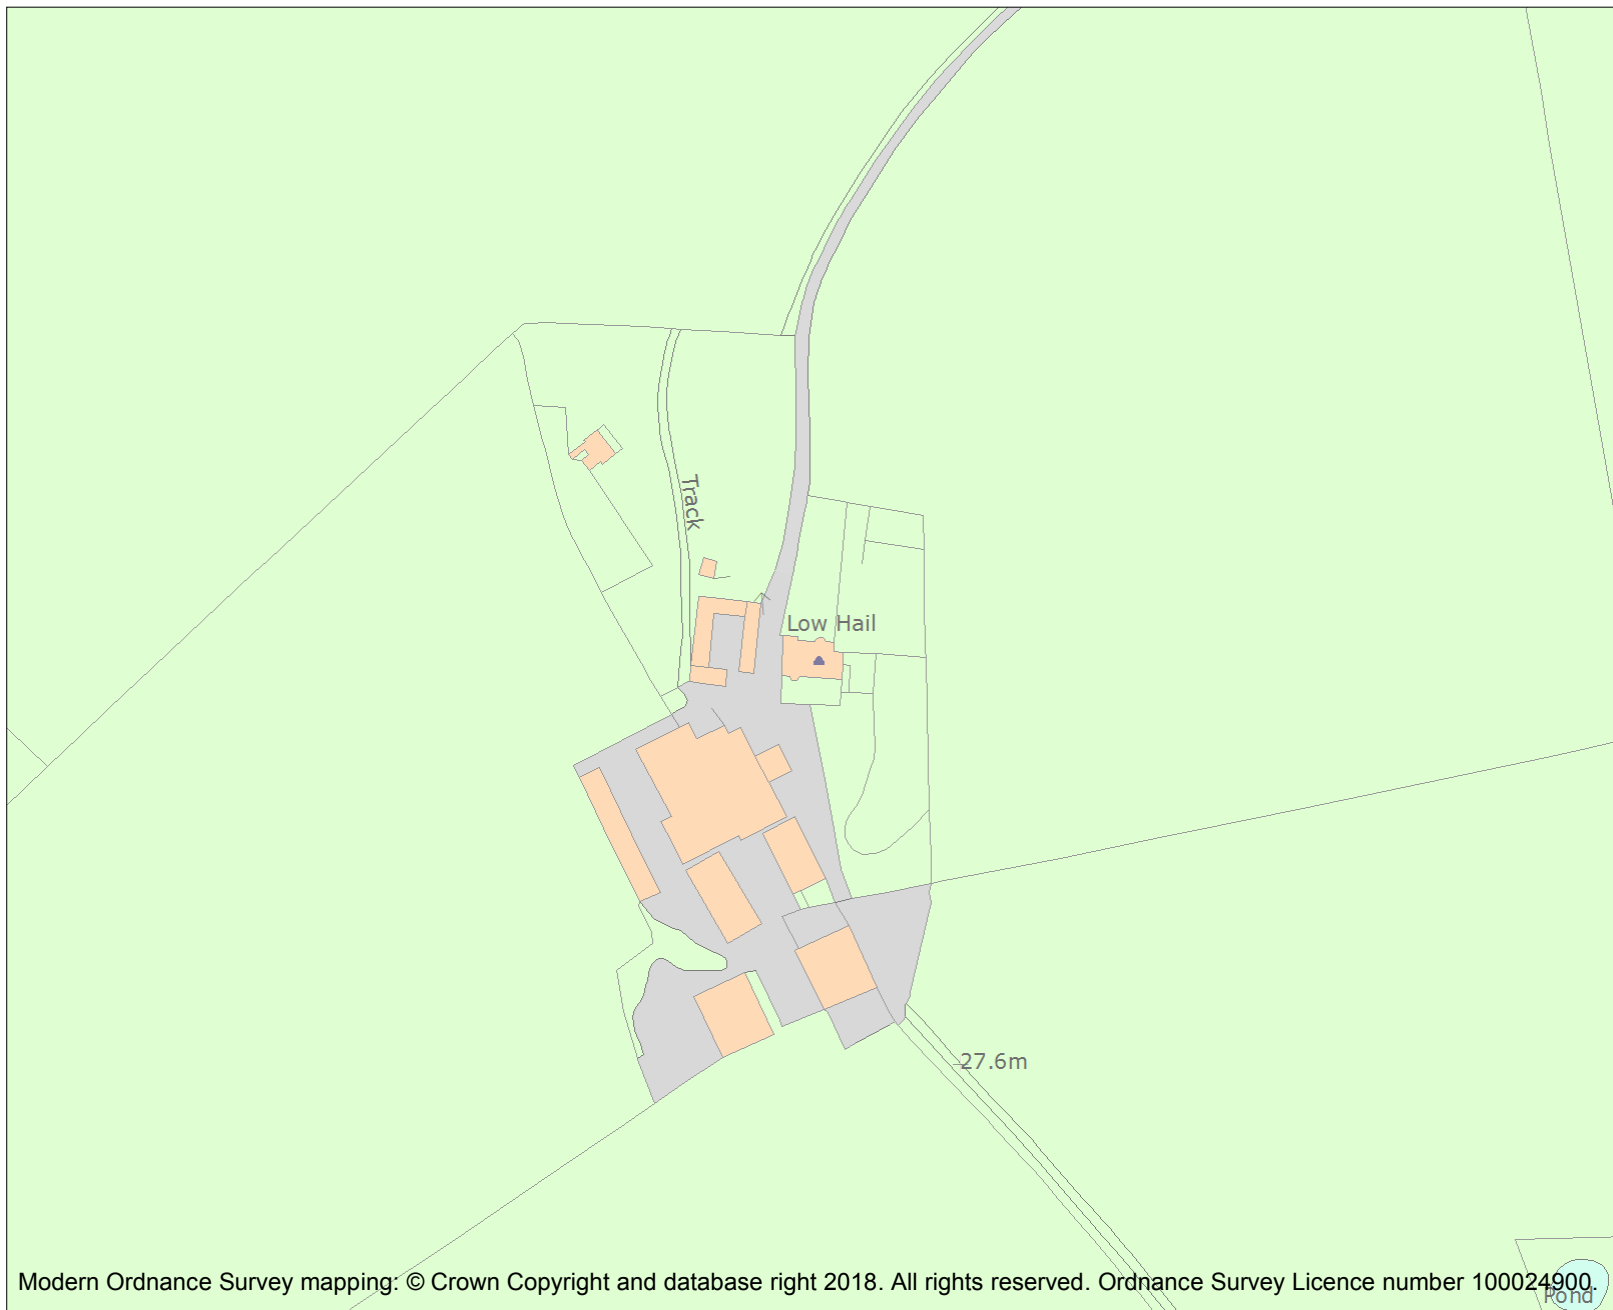 Track
Low Hail
27.6m
Modern Ordnance Survey mapping: © Crown Copyright and database right 2018. All rights reserved. Ordnance Survey Licence number 100024900.
Pond